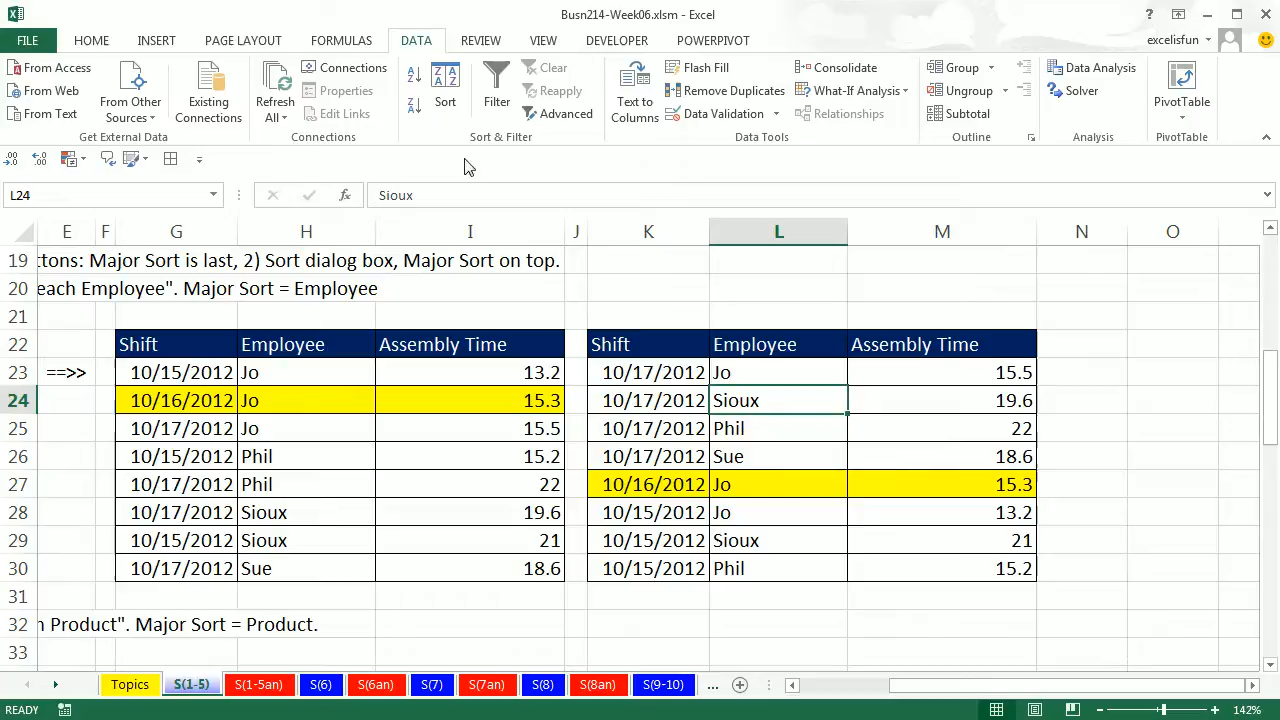 Busn214-Week06.xlsm - Excel
FILE HOME INSERT PAGE LAYOUT FORMULAS DATA REVIEW VIEW DEVELOPER POWERPIVOT excelisfun
From Access
From Web
From Text
From Other Sources
Get External Data
Existing Connections
Refresh All
Connections
Properties
Edit Links
Connections
Sort
Filter
Clear
Reapply
Advanced
Sort & Filter
Text to Columns
Flash Fill
Remove Duplicates
Data Validation
Consolidate
What-If Analysis
Relationships
Data Tools
Group
Ungroup
Subtotal
Outline
Data Analysis
Solver
Analysis
PivotTable
PivotTable
L24 fx Sioux
E F G H I J K L M N O
19 ttons: Major Sort is last, 2) Sort dialog box, Major Sort on top.
20 each Employee". Major Sort = Employee
21
22 Shift Employee Assembly Time Shift Employee Assembly Time
23 ==>> 10/15/2012 Jo 13.2 10/17/2012 Jo 15.5
24 10/16/2012 Jo 15.3 10/17/2012 Sioux 19.6
25 10/17/2012 Jo 15.5 10/17/2012 Phil 22
26 10/15/2012 Phil 15.2 10/17/2012 Sue 18.6
27 10/17/2012 Phil 22 10/16/2012 Jo 15.3
28 10/17/2012 Sioux 19.6 10/15/2012 Jo 13.2
29 10/15/2012 Sioux 21 10/15/2012 Sioux 21
30 10/17/2012 Sue 18.6 10/15/2012 Phil 15.2
31
32 n Product". Major Sort = Product.
33
Topics S(1-5) S(1-5an) S(6) S(6an) S(7) S(7an) S(8) S(8an) S(9-10) ...
READY 142%